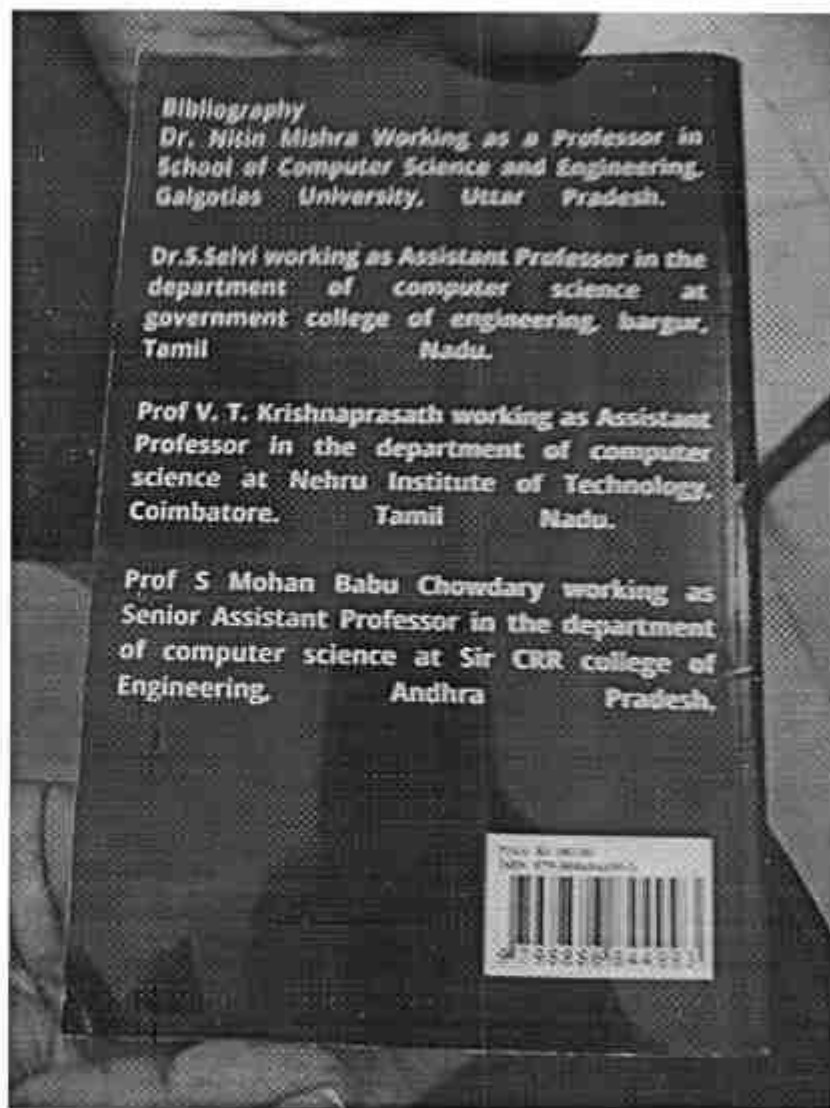 Bibliography
Dr. Nitin Mishra Working as a Professor in
School of Computer Science and Engineering,
Galgotias University, Uttar Pradesh.
Dr.S.Selvi working as Assistant Professor in the
department of computer science at
government college of engineering, bargur,
Tamil Nadu.
Prof V. T. Krishnaprasath working as Assistant
Professor in the department of computer
science at Nehru Institute of Technology,
Coimbatore. Tamil Nadu.
Prof S Mohan Babu Chowdary working as
Senior Assistant Professor in the department
of computer science at Sir CRR college of
Engineering, Andhra Pradesh.